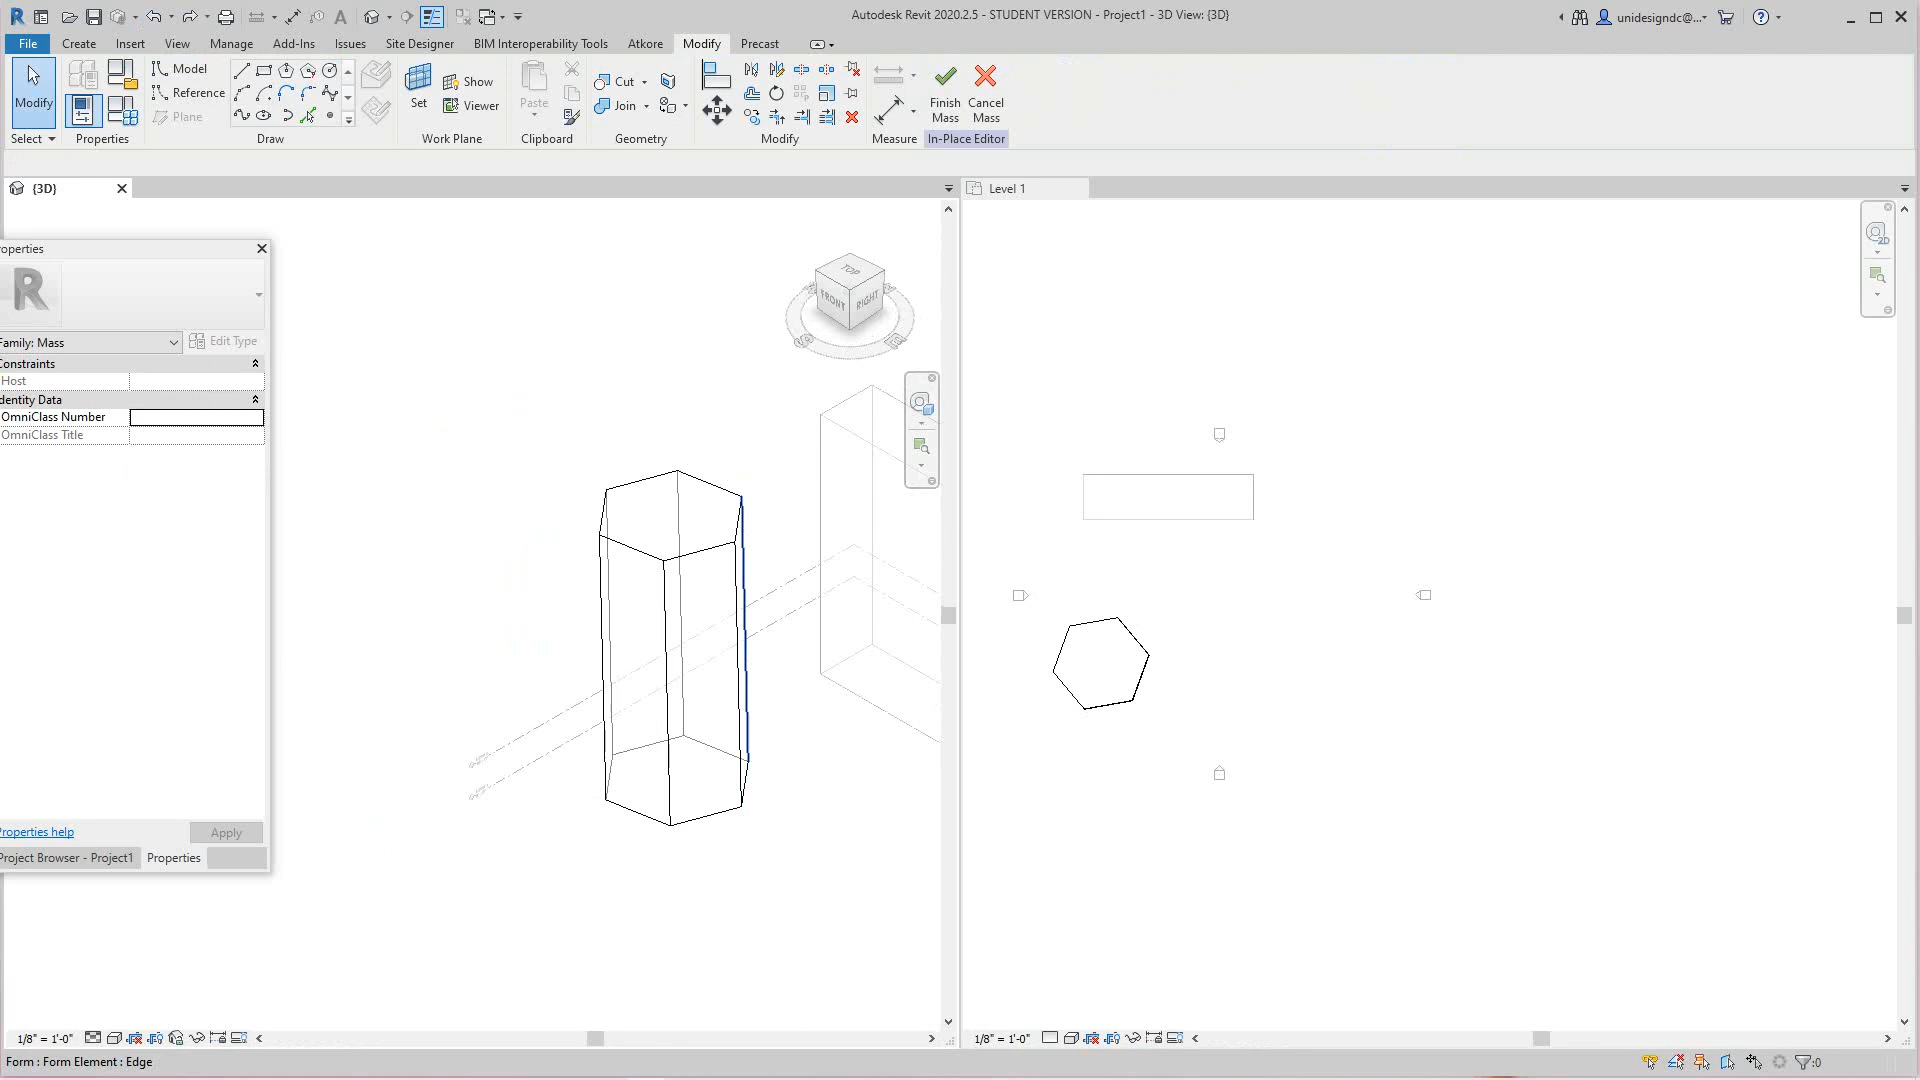 Autodesk Revit 2020.2.5 - STUDENT VERSION - Project1 - 3D View: {3D}
unidesigndc@...
File Create Insert View Manage Add-Ins Issues Site Designer BIM Interoperability Tools Atkore Modify Precast
Modify
Model
Reference
Plane
Set
Show
Viewer
Paste
Cut
Join
Finish Mass
Cancel Mass
Select Properties Draw Work Plane Clipboard Geometry Modify Measure In-Place Editor
{3D}
Level 1
operties
R
Family: Mass
Edit Type
Constraints
Host
dentity Data
OmniClass Number
OmniClass Title
Properties help
Apply
Project Browser - Project1
Properties
TOP
FRONT
RIGHT
2D
1/8" = 1'-0"
1/8" = 1'-0"
Form : Form Element : Edge
:0